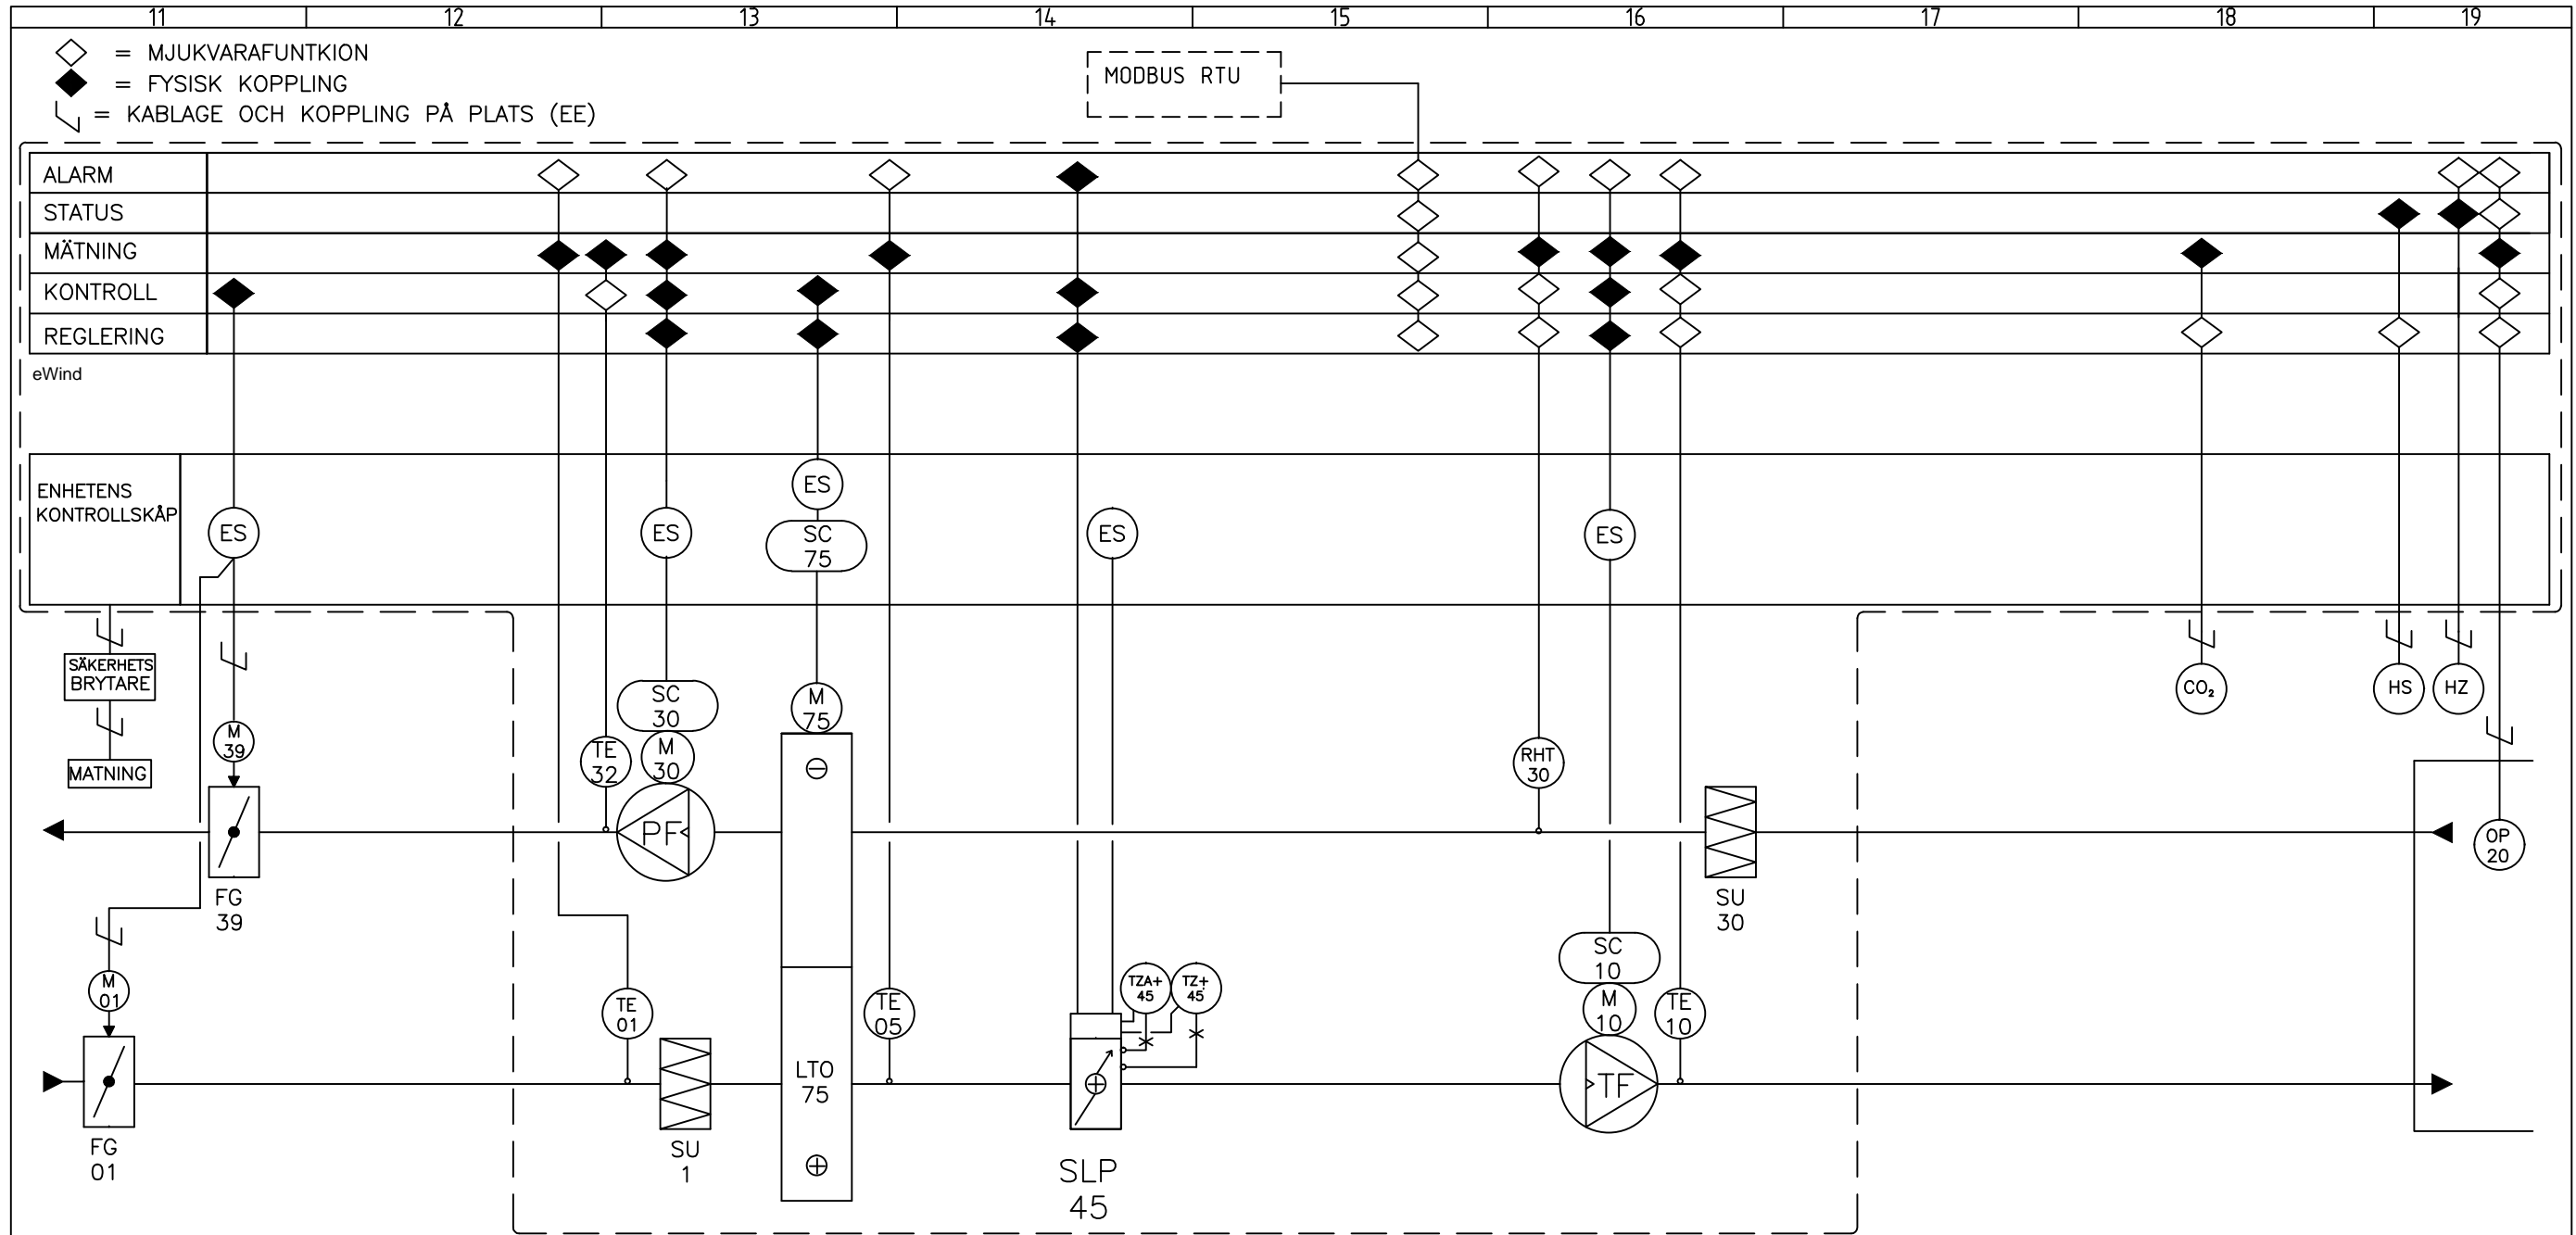 11 12 13 14 15 16 17 18 19
= MJUKVARAFUNTKION
= FYSISK KOPPLING
= KABLAGE OCH KOPPLING PÅ PLATS (EE)
MODBUS RTU
ALARM
STATUS
MÄTNING
KONTROLL
REGLERING
eWind
ENHETENS
KONTROLLSKÅP
ES
ES
ES
SC
75
ES
ES
SÄKERHETS
BRYTARE
MATNING
M
39
TE
32
SC
30
M
30
M
75
RHT
30
CO₂
HS
HZ
OP
20
PF
FG
39
SU
30
M
01
TE
01
TE
05
TZA+
45
TZ+
45
SC
10
M
10
TE
10
LTO
75
TF
FG
01
SU
1
SLP
45